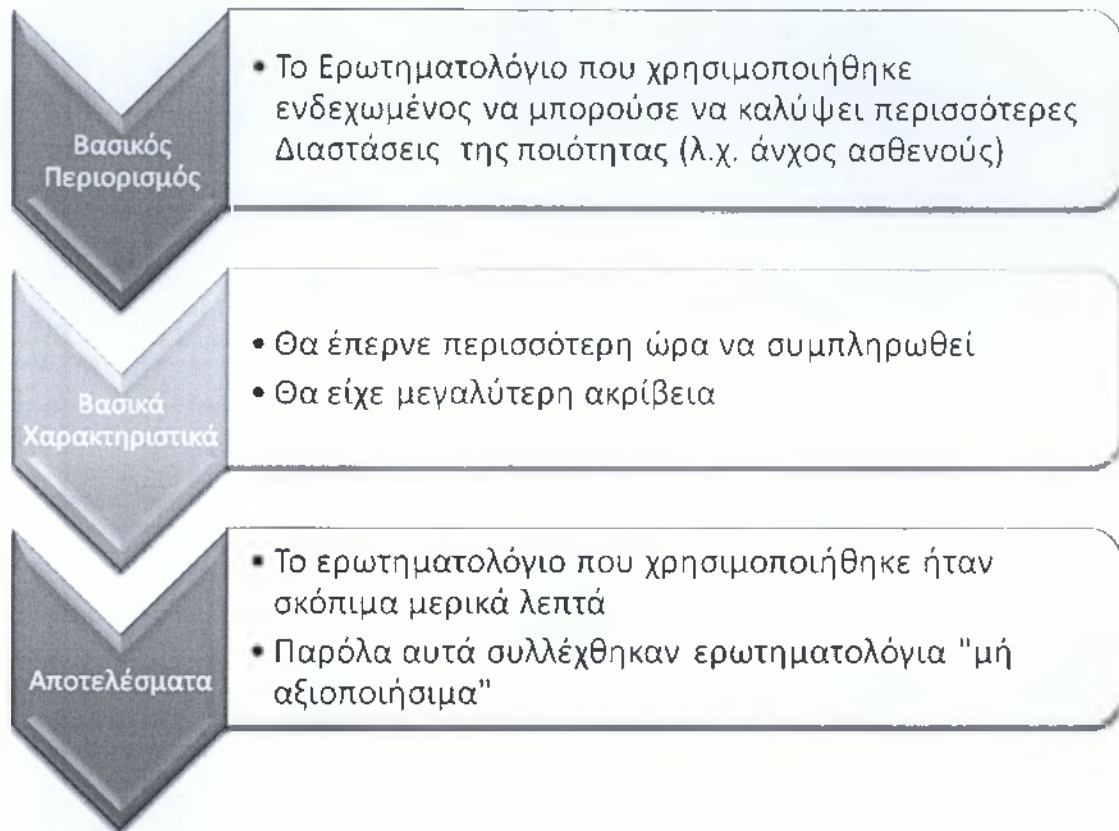 Βασικός
Περιορισμός
• Το Ερωτηματολόγιο που χρησιμοποιήθηκε
ενδεχωμένος να μπορούσε να καλύψει περισσότερες
Διαστάσεις της ποιότητας (λ.χ. άνχος ασθενούς)
Βασικά
Χαρακτηριστικά
• Θα έπερνε περισσότερη ώρα να συμπληρωθεί
• Θα είχε μεγαλύτερη ακρίβεια
Αποτελέσματα
• Το ερωτηματολόγιο που χρησιμοποιήθηκε ήταν
σκόπιμα μερικά λεπτά
• Παρόλα αυτά συλλέχθηκαν ερωτηματολόγια "μή
αξιοποιήσιμα"